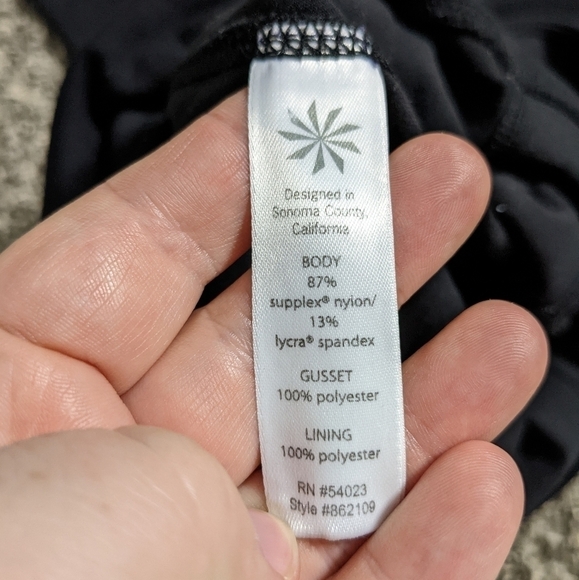 Designed in
Sonoma County,
California
BODY
87%
supplex® nylon/
13%
lycra® spandex
GUSSET
100% polyester
LINING
100% polyester
RN #54023
Style #862109